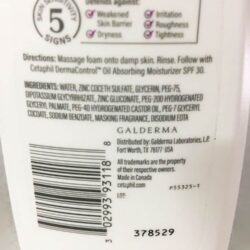 SKIN SENSITIVITY
5
SIGNS
Defends against:
Weakened Skin Barrier
Irritation
Roughness
Dryness
Tightness
Directions: Massage foam onto damp skin. Rinse. Follow with
Cetaphil DermaControl Oil Absorbing Moisturizer SPF 30.
INGREDIENTS: WATER, ZINC COCETH SULFATE, GLYCERIN, PEG-75,
DIPOTASSIUM GLYCYRRHIZATE, ZINC GLUCONATE, PEG-200 HYDROGENATED
GLYCERYL PALMATE, PEG-40 HYDROGENATED CASTOR OIL, PEG-7 GLYCERYL
COCOATE, SODIUM BENZOATE, MASKING FRAGRANCE, DISODIUM EDTA
GALDERMA
Distributed by: Galderma Laboratories, L.P.
Fort Worth, TX 76177 USA
All trademarks are the
property of their respective
owners.
Made in Canada
cetaphil.com
P55325-1
LOT:
3 02993 93118 8
378529